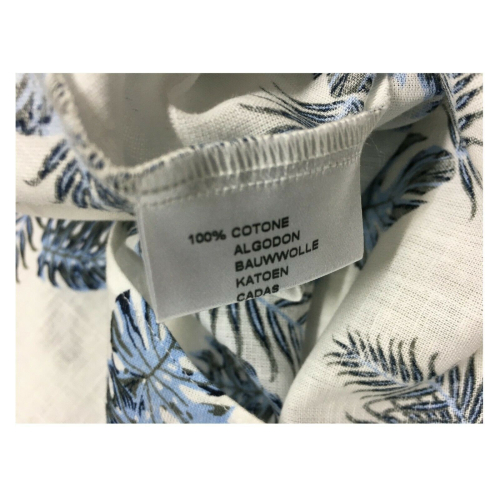 100% COTONE
ALGODON
BAUWWOLLE
KATOEN
CADAS